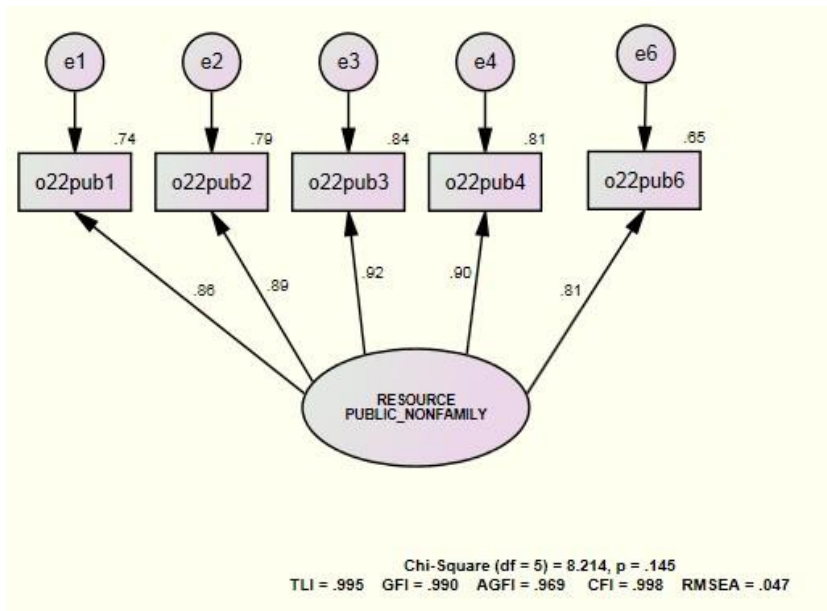 e1 e2 e3 e4 e6
.74 .79 .84 .81 .65
o22pub1 o22pub2 o22pub3 o22pub4 o22pub6
.86 .89 .92 .90 .81
RESOURCE
PUBLIC_NONFAMILY
Chi-Square (df = 5) = 8.214, p = .145
TLI = .995 GFI = .990 AGFI = .969 CFI = .998 RMSEA = .047